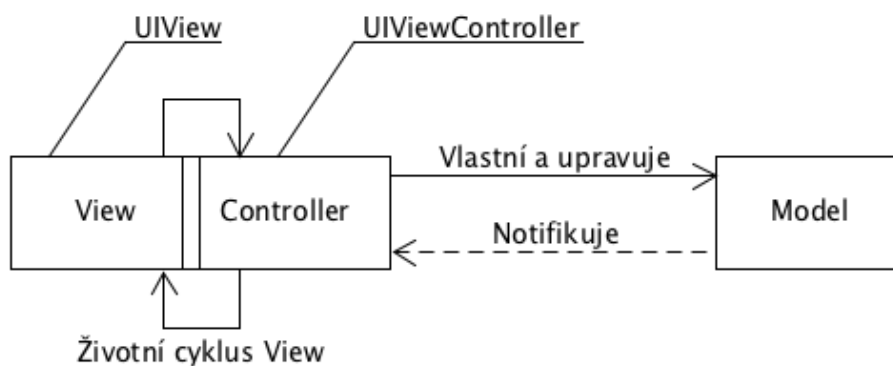 UIView
UIViewController
Vlastní a upravuje
View
Controller
Model
Notifikuje
Životní cyklus View